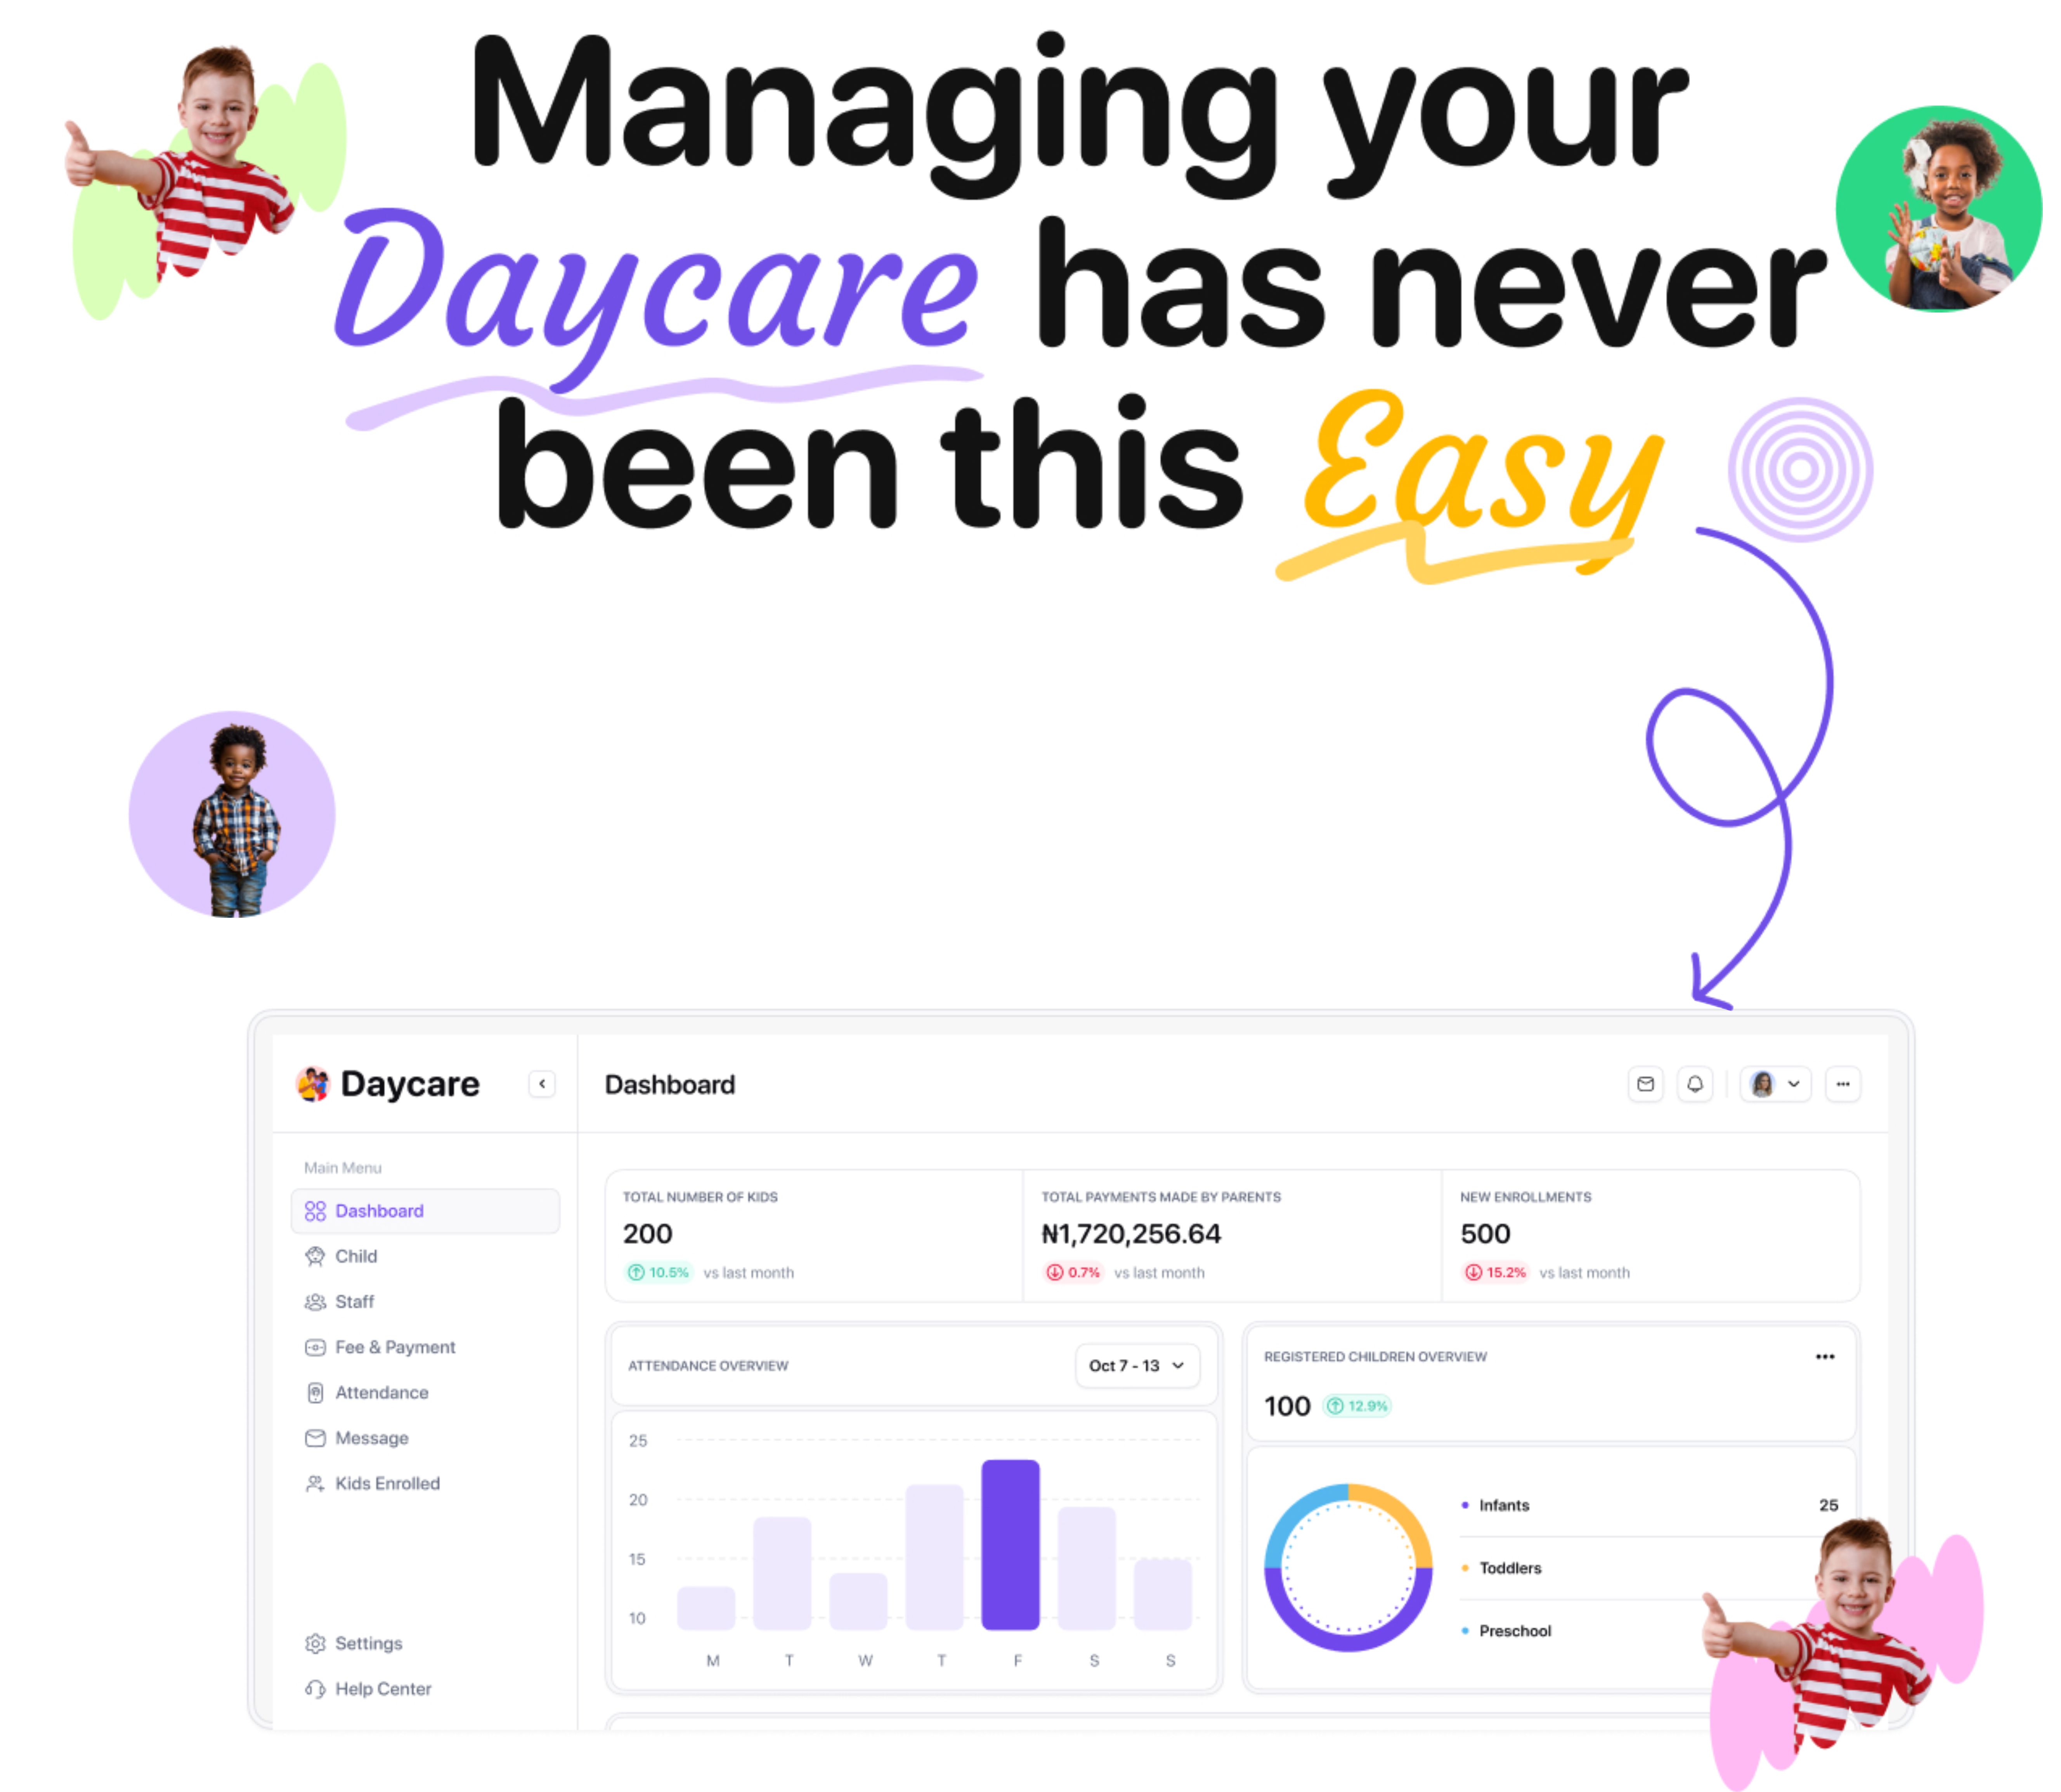 Managing your
Daycare has never
been this Easy
Daycare
Dashboard
Main Menu
Dashboard
Child
Staff
Fee & Payment
Attendance
Message
Kids Enrolled
Settings
Help Center
TOTAL NUMBER OF KIDS
200
10.5% vs last month
TOTAL PAYMENTS MADE BY PARENTS
₦1,720,256.64
0.7% vs last month
NEW ENROLLMENTS
500
15.2% vs last month
ATTENDANCE OVERVIEW
Oct 7 - 13
25
20
15
10
M T W T F S S
REGISTERED CHILDREN OVERVIEW
100 12.9%
Infants 25
Toddlers
Preschool